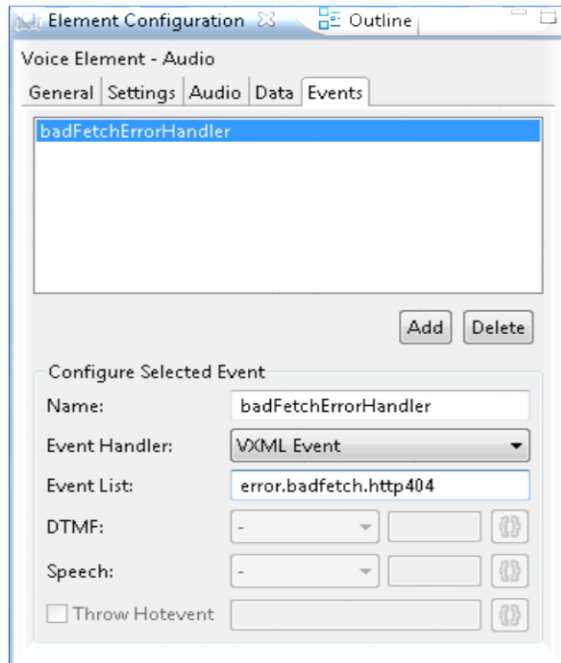 Element Configuration Outline
Voice Element - Audio
General Settings Audio Data Events
badFetchErrorHandler
Add Delete
Configure Selected Event
Name: badFetchErrorHandler
Event Handler: VXML Event
Event List: error.badfetch.http404
DTMF: -
Speech: -
Throw Hotevent